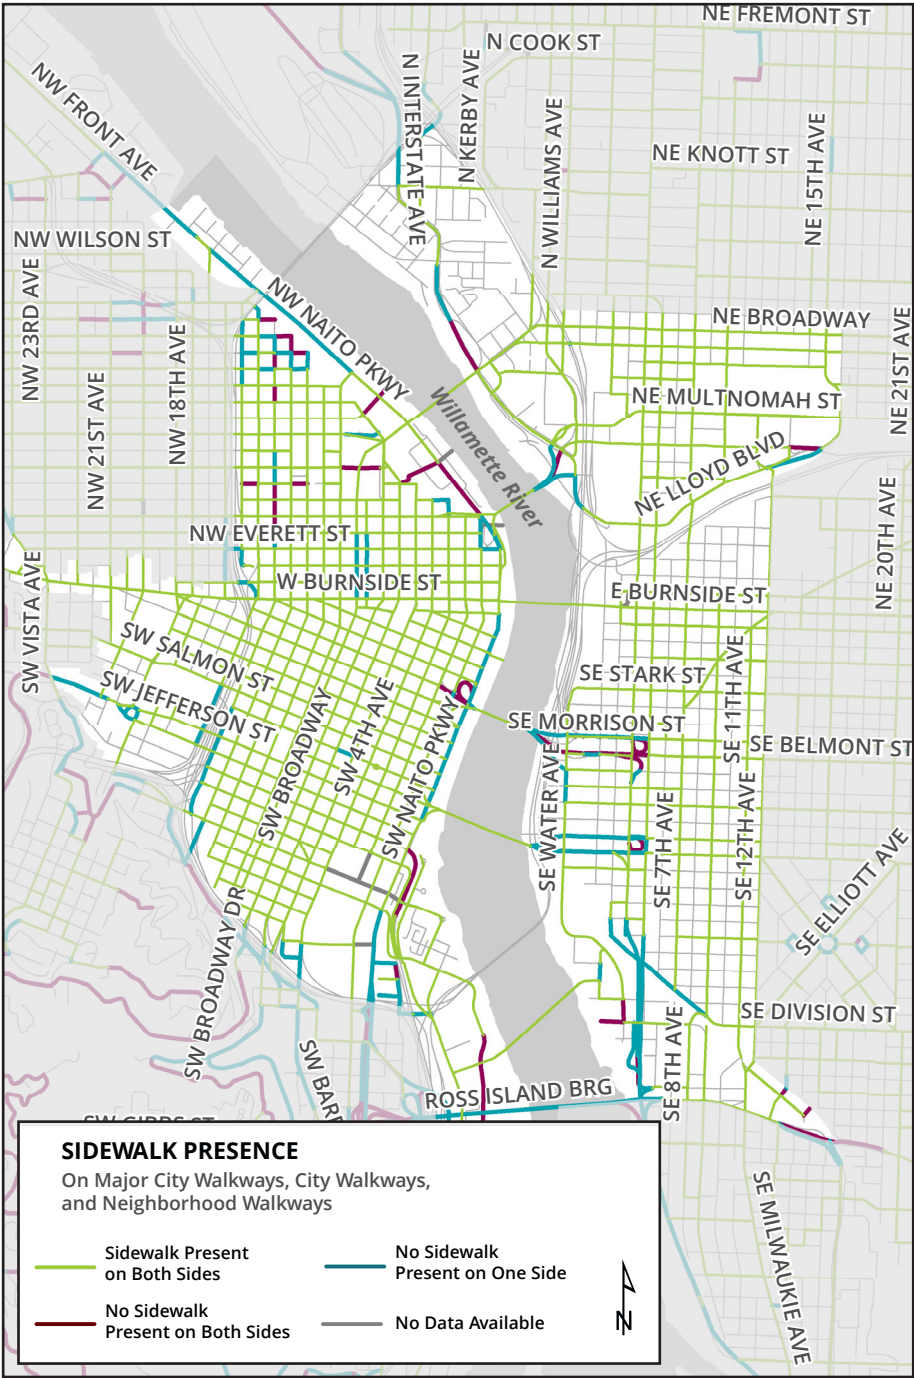 NE FREMONT ST
N COOK ST
N INTERSTATE AVE
N KERBY AVE
NW FRONT AVE
N WILLIAMS AVE
NE KNOTT ST
NE 15TH AVE
NW WILSON ST
NW 23RD AVE
NW NAITO PKWY
NE BROADWAY
NE 21ST AVE
NW 18TH AVE
NW 21ST AVE
Willamette River
NE MULTNOMAH ST
NE LLOYD BLVD
NE 20TH AVE
NW EVERETT ST
W BURNSIDE ST
E BURNSIDE ST
SW VISTA AVE
SW SALMON ST
SW JEFFERSON ST
SE STARK ST
SE 11TH AVE
SW BROADWAY
SW 4TH AVE
SW NAITO PKWY
SE MORRISON ST
SE BELMONT ST
SE WATER AVE
SE 7TH AVE
SE 12TH AVE
SE ELLIOTT AVE
SW BROADWAY DR
SE DIVISION ST
SE 8TH AVE
SW BARB
ROSS ISLAND BRG
SW GIBBS ST
SE MILWAUKIE AVE
SIDEWALK PRESENCE
On Major City Walkways, City Walkways,
and Neighborhood Walkways
Sidewalk Present
on Both Sides
No Sidewalk
Present on One Side
No Sidewalk
Present on Both Sides
No Data Available
N